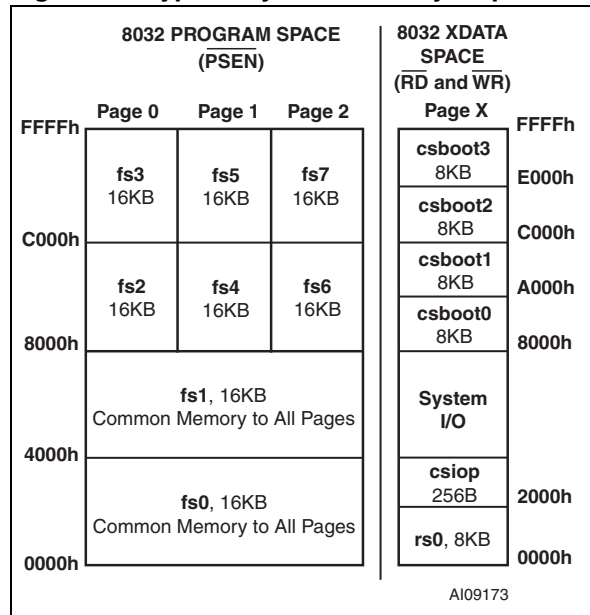 8032 PROGRAM SPACE
(PSEN)
Page 0 Page 1 Page 2
FFFFh
fs3
16KB
fs5
16KB
fs7
16KB
C000h
fs2
16KB
fs4
16KB
fs6
16KB
8000h
fs1, 16KB
Common Memory to All Pages
4000h
fs0, 16KB
Common Memory to All Pages
0000h
8032 XDATA
SPACE
(RD and WR)
Page X
FFFFh
csboot3
8KB
E000h
csboot2
8KB
C000h
csboot1
8KB
A000h
csboot0
8KB
8000h
System
I/O
csiop
256B
2000h
rs0, 8KB
0000h
AI09173